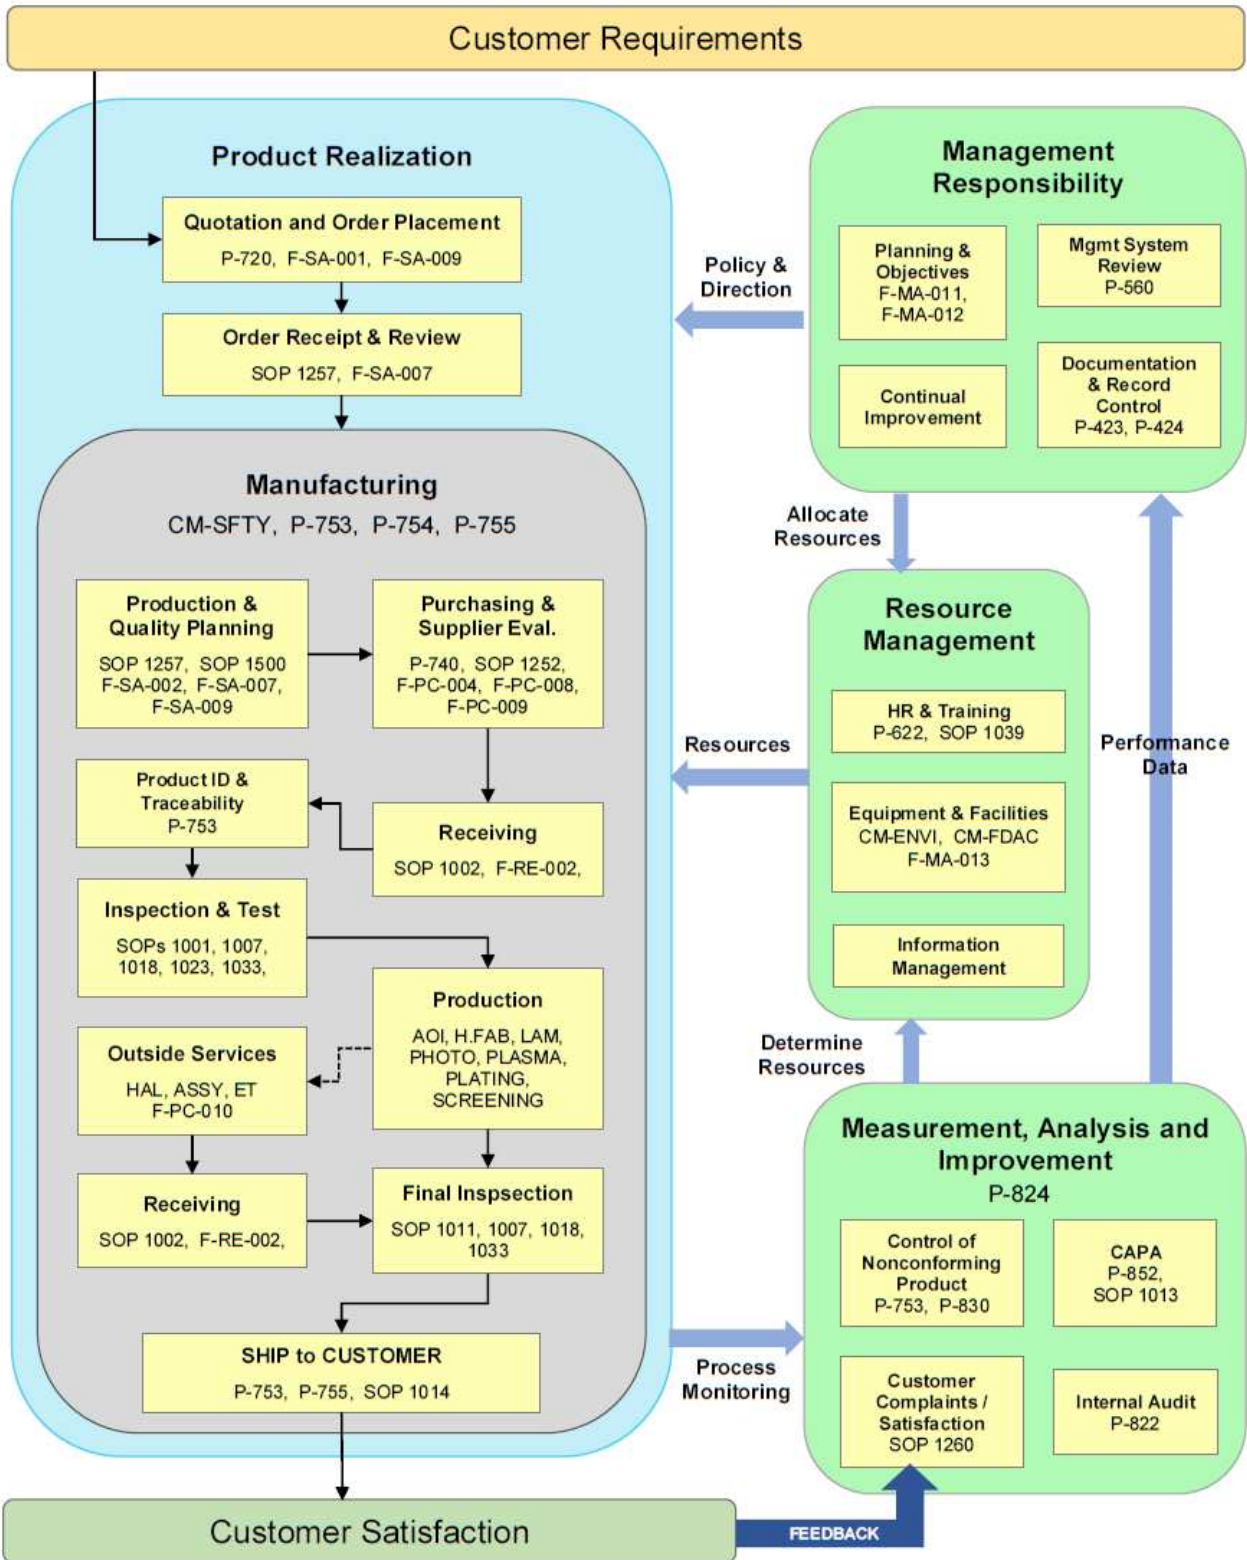 Customer Requirements
Product Realization
Quotation and Order Placement
P-720, F-SA-001, F-SA-009
Order Receipt & Review
SOP 1257, F-SA-007
Manufacturing
CM-SFTY, P-753, P-754, P-755
Production &
Quality Planning
SOP 1257, SOP 1500
F-SA-002, F-SA-007,
F-SA-009
Purchasing &
Supplier Eval.
P-740, SOP 1252,
F-PC-004, F-PC-008,
F-PC-009
Product ID &
Traceability
P-753
Receiving
SOP 1002, F-RE-002,
Inspection & Test
SOPs 1001, 1007,
1018, 1023, 1033,
Production
AOI, H.FAB, LAM,
PHOTO, PLASMA,
PLATING,
SCREENING
Outside Services
HAL, ASSY, ET
F-PC-010
Receiving
SOP 1002, F-RE-002,
Final Inspsection
SOP 1011, 1007, 1018,
1033
SHIP to CUSTOMER
P-753, P-755, SOP 1014
Policy &
Direction
Management
Responsibility
Planning &
Objectives
F-MA-011,
F-MA-012
Mgmt System
Review
P-560
Continual
Improvement
Documentation
& Record
Control
P-423, P-424
Allocate
Resources
Resource
Management
HR & Training
P-622, SOP 1039
Equipment & Facilities
CM-ENVI, CM-FDAC
F-MA-013
Information
Management
Resources
Performance
Data
Determine
Resources
Measurement, Analysis and
Improvement
P-824
Control of
Nonconforming
Product
P-753, P-830
CAPA
P-852,
SOP 1013
Customer
Complaints /
Satisfaction
SOP 1260
Internal Audit
P-822
Process
Monitoring
Customer Satisfaction
FEEDBACK